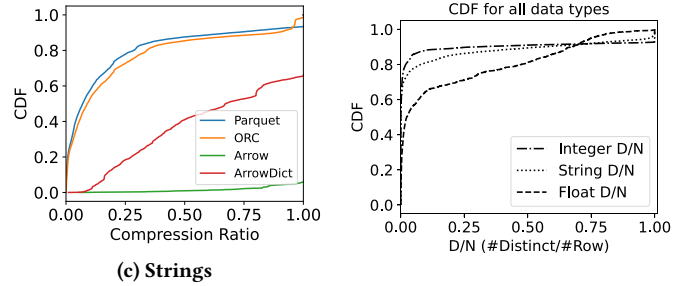 CDF
1.0
0.8
0.6
0.4
0.2
0.0
Parquet
ORC
Arrow
ArrowDict
0.00
0.25
0.50
0.75
1.00
Compression Ratio
(c) Strings
CDF for all data types
CDF
1.0
0.8
0.6
0.4
0.2
0.0
Integer D/N
String D/N
Float D/N
0.00
0.25
0.50
0.75
1.00
D/N (#Distinct/#Row)